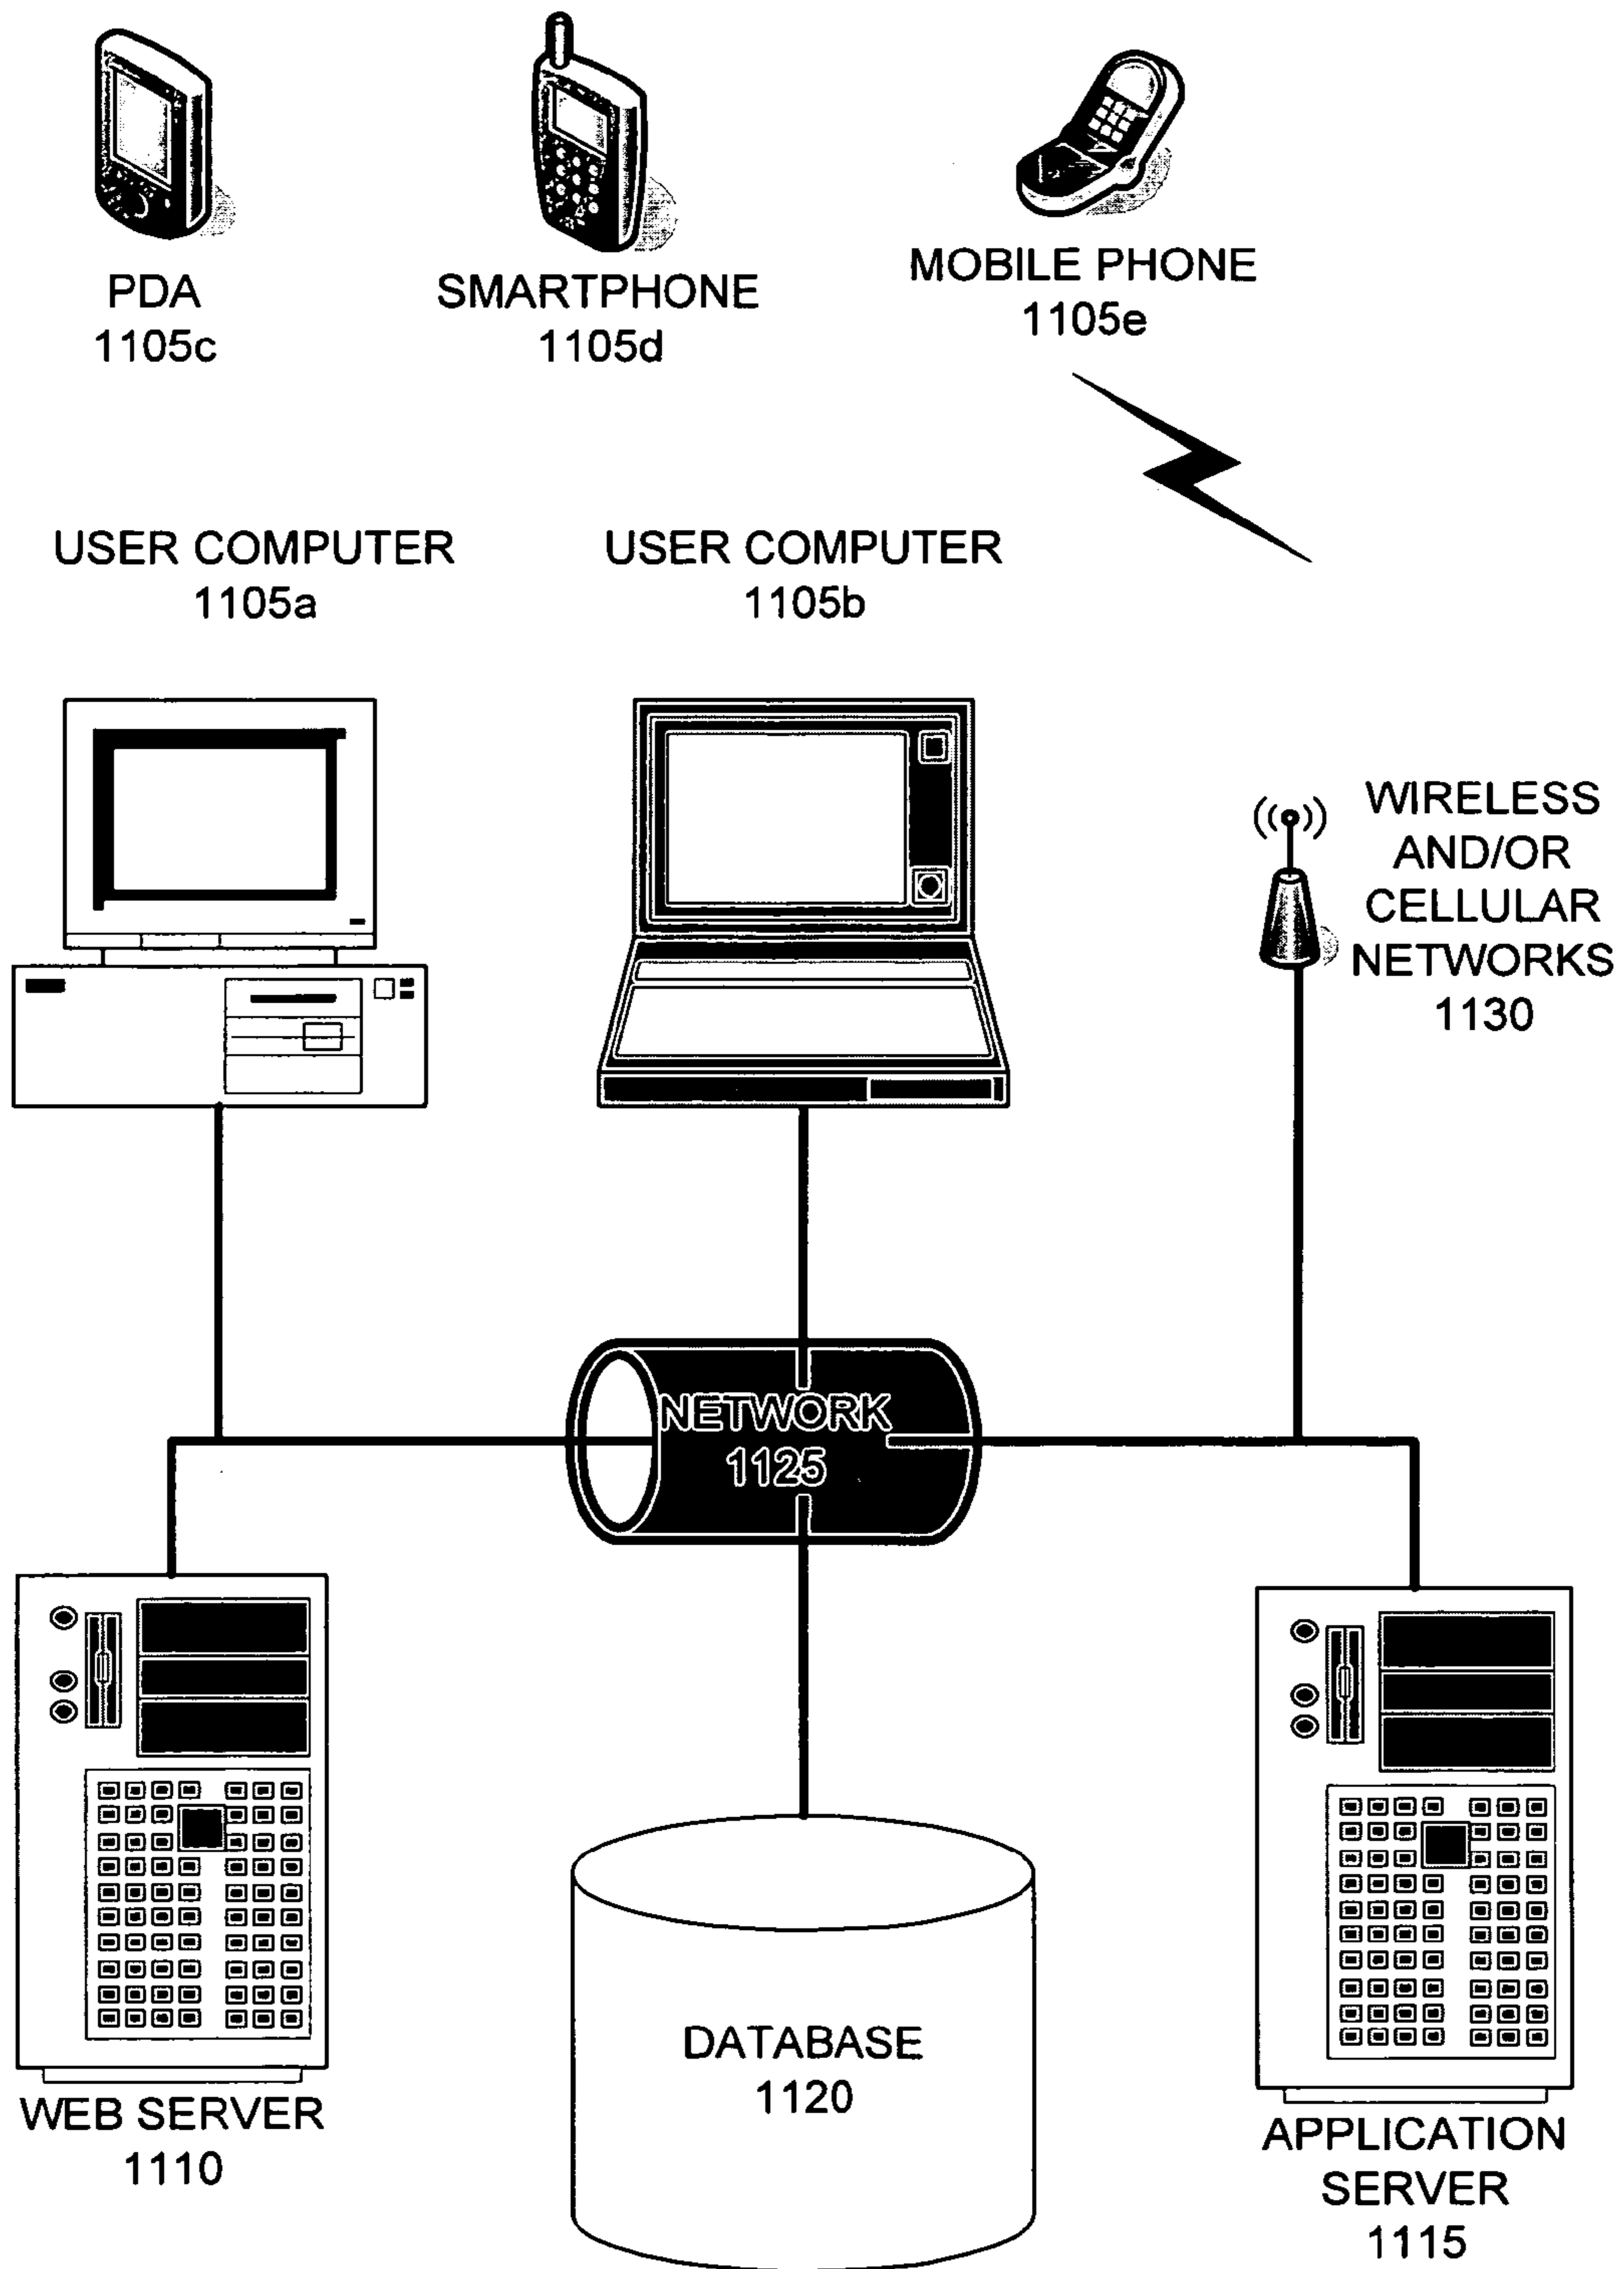 PDA
1105c
SMARTPHONE
1105d
MOBILE PHONE
1105e
USER COMPUTER
1105a
USER COMPUTER
1105b
WIRELESS
AND/OR
CELLULAR
NETWORKS
1130
NETWORK
1125
WEB SERVER
1110
DATABASE
1120
APPLICATION
SERVER
1115